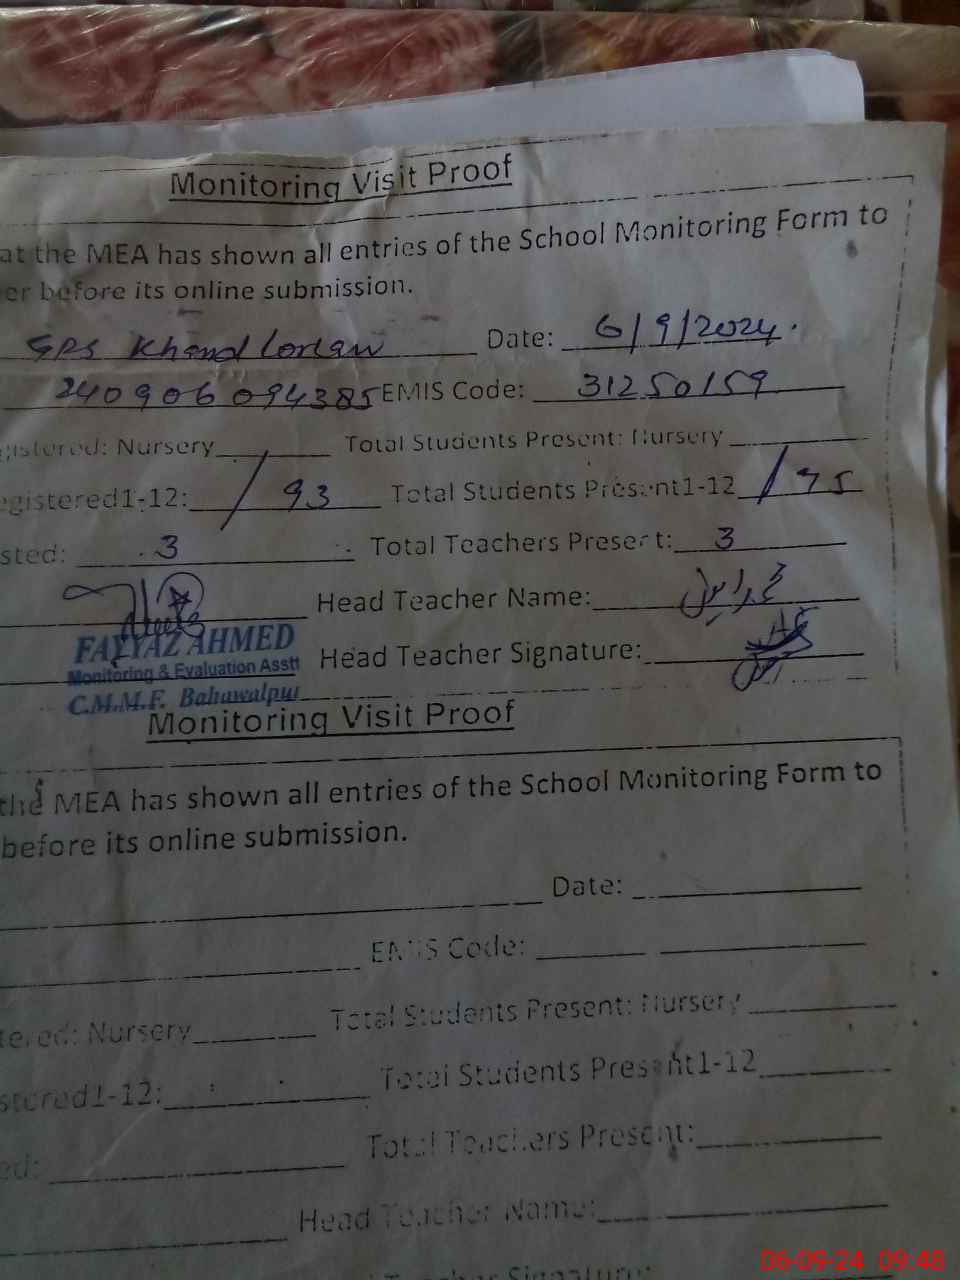 Monitoring Visit Proof
at the MEA has shown all entries of the School Monitoring Form to
er before its online submission.
GPS Khand Lorian Date: 6/9/2024.
240906094385 EMIS Code: 31250159
gistered: Nursery Total Students Present: Nursery
egistered1-12: / 93 Total Students Present1-12 / 75
sted: 3 Total Teachers Present: 3
Head Teacher Name:
FAYYAZ AHMED
Monitoring & Evaluation Asstt Head Teacher Signature:
C.M.M.F. Bahawalpur
Monitoring Visit Proof
the MEA has shown all entries of the School Monitoring Form to
before its online submission.
Date:
EMIS Code:
tered: Nursery Total Students Present: Nursery
stered1-12: Total Students Present1-12
ed: Total Teachers Present:
Head Teacher Name:
Teacher Signature:
06-09-24 09:48